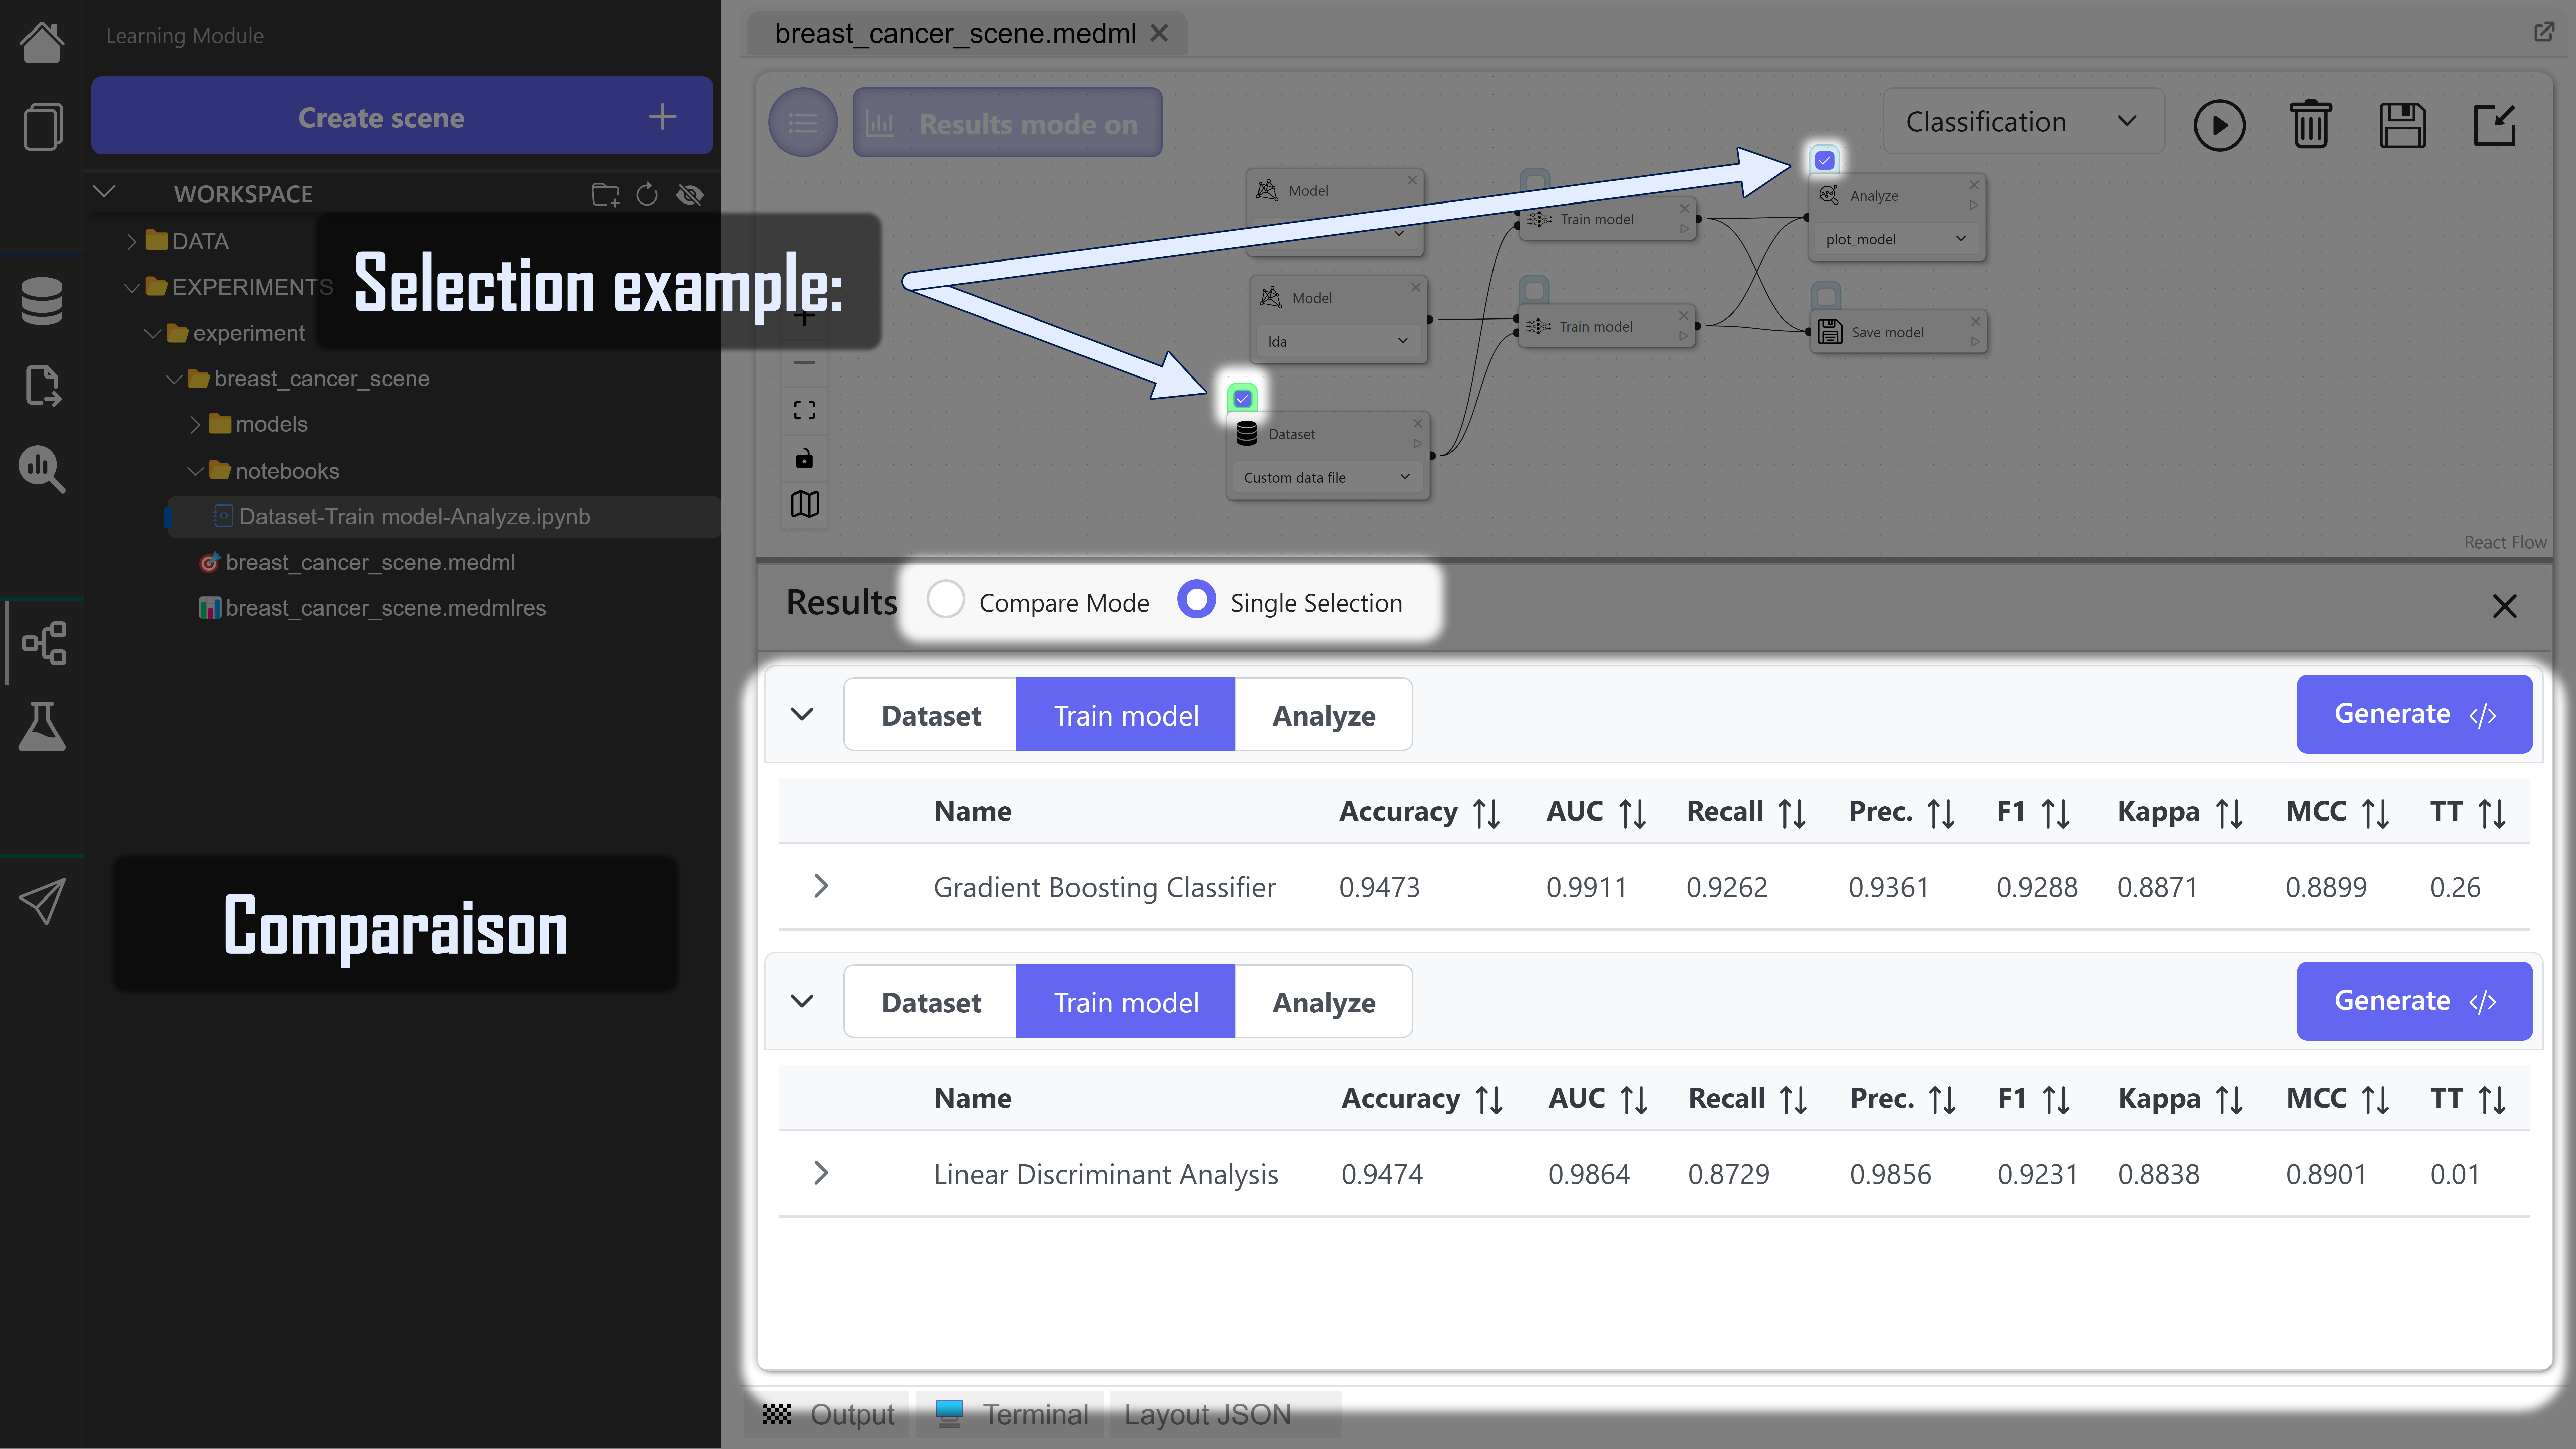 Learning Module
Create scene
WORKSPACE
DATA
EXPERIMENTS
experiment
breast_cancer_scene
models
notebooks
Dataset-Train model-Analyze.ipynb
breast_cancer_scene.medml
breast_cancer_scene.medmlres
Selection example:
Comparaison
breast_cancer_scene.medml
Results mode on
Classification
Model
Train model
Analyze
plot_model
Model
lda
Train model
Save model
Dataset
Custom data file
React Flow
Results
Compare Mode
Single Selection
Dataset Train model Analyze
Generate </>
Name Accuracy AUC Recall Prec. F1 Kappa MCC TT
Gradient Boosting Classifier 0.9473 0.9911 0.9262 0.9361 0.9288 0.8871 0.8899 0.26
Dataset Train model Analyze
Generate </>
Name Accuracy AUC Recall Prec. F1 Kappa MCC TT
Linear Discriminant Analysis 0.9474 0.9864 0.8729 0.9856 0.9231 0.8838 0.8901 0.01
Output
Terminal
Layout JSON